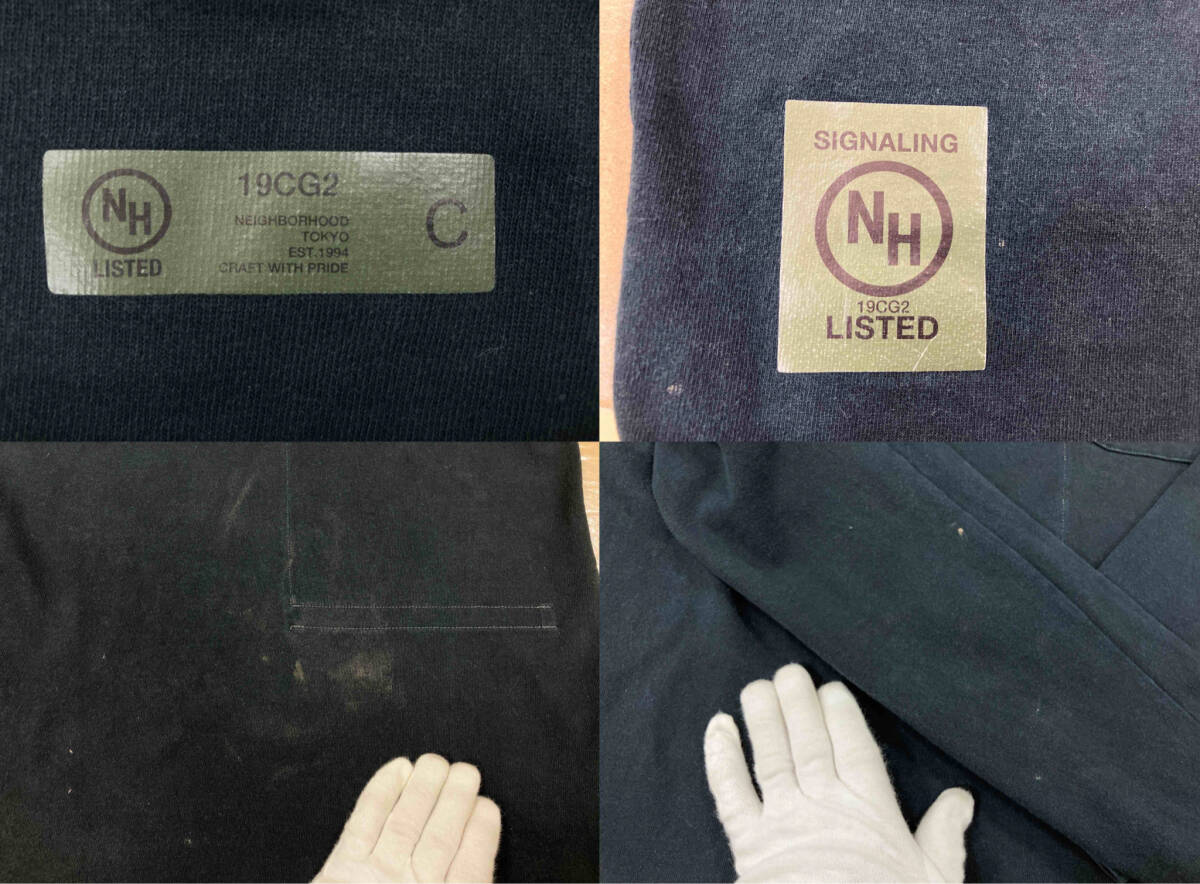 NH
LISTED
19CG2
NEIGHBORHOOD
TOKYO
EST.1994
CRAFT WITH PRIDE
C
SIGNALING
NH
19CG2
LISTED